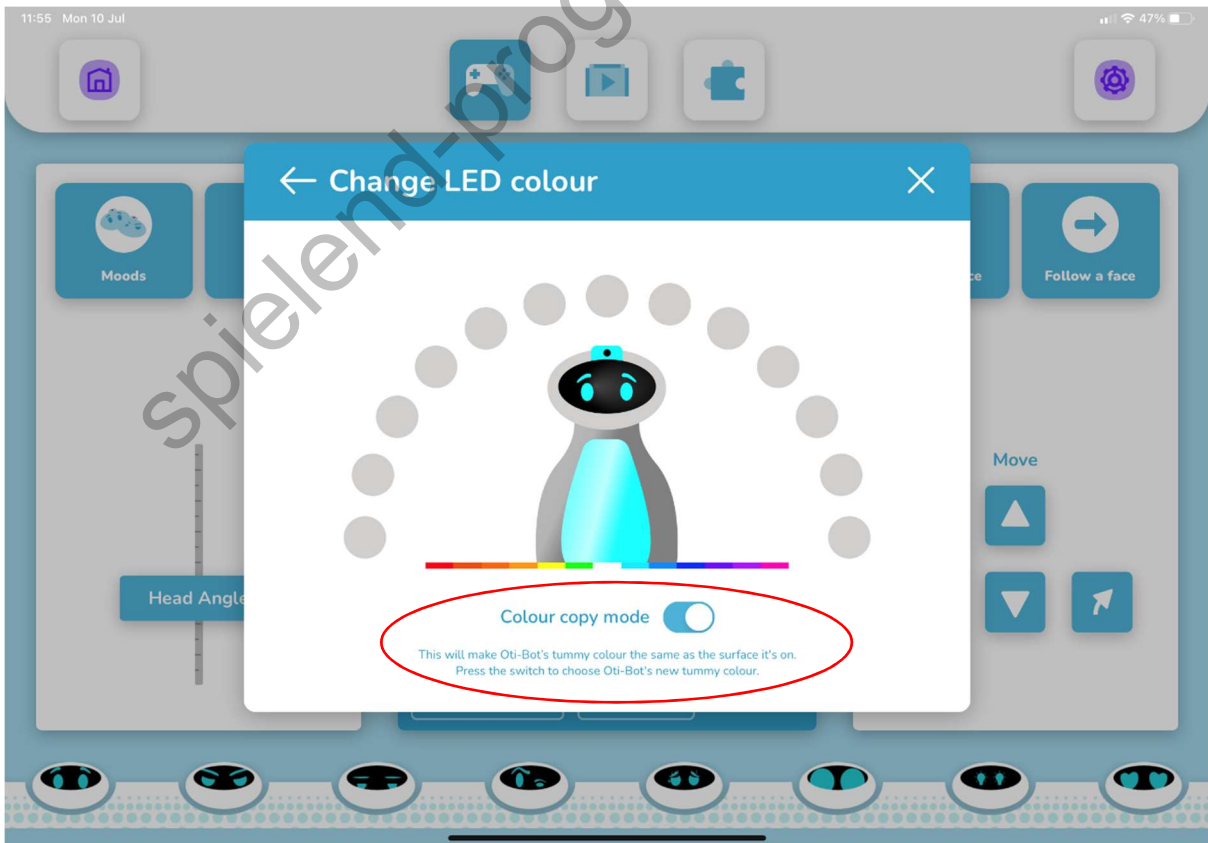 11:55 Mon 10 Jul
47%
← Change LED colour
Moods
ce
Follow a face
Move
Head Angle
Colour copy mode
This will make Oti-Bot's tummy colour the same as the surface it's on.
Press the switch to choose Oti-Bot's new tummy colour.
spielend-prog